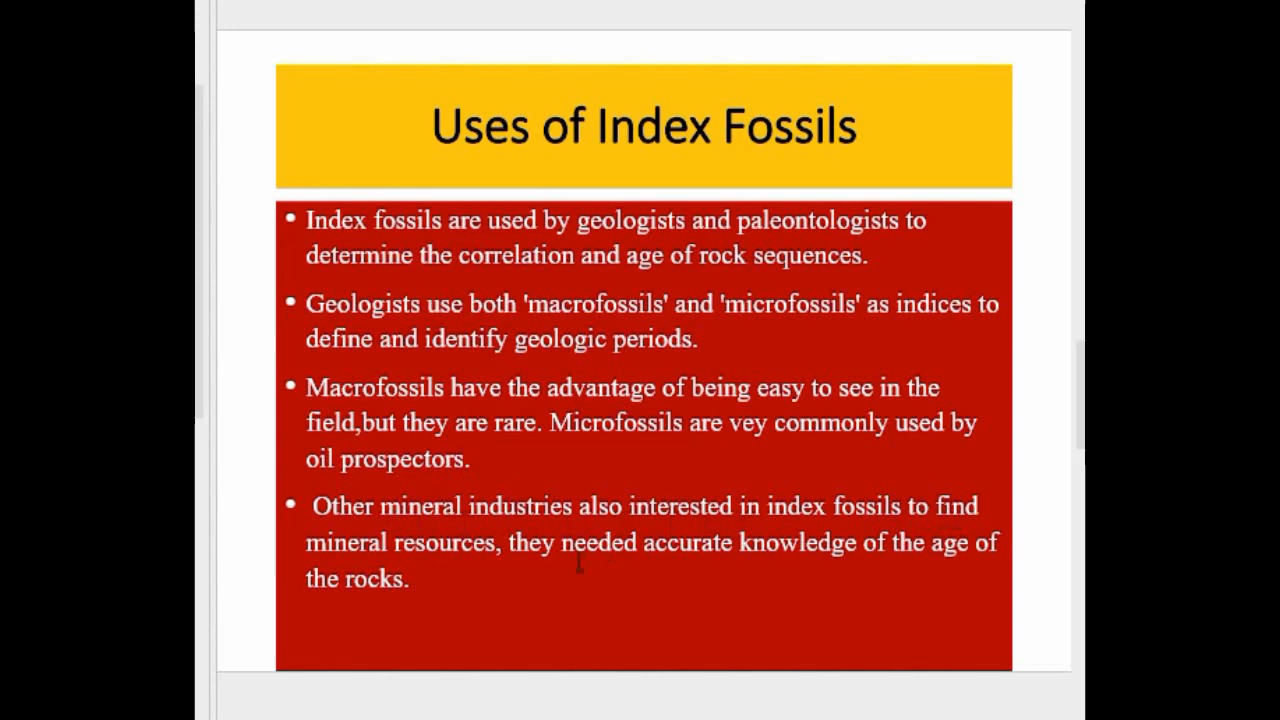 Uses of Index Fossils
• Index fossils are used by geologists and paleontologists to
determine the correlation and age of rock sequences.
• Geologists use both 'macrofossils' and 'microfossils' as indices to
define and identify geologic periods.
• Macrofossils have the advantage of being easy to see in the
field,but they are rare. Microfossils are vey commonly used by
oil prospectors.
• Other mineral industries also interested in index fossils to find
mineral resources, they needed accurate knowledge of the age of
the rocks.